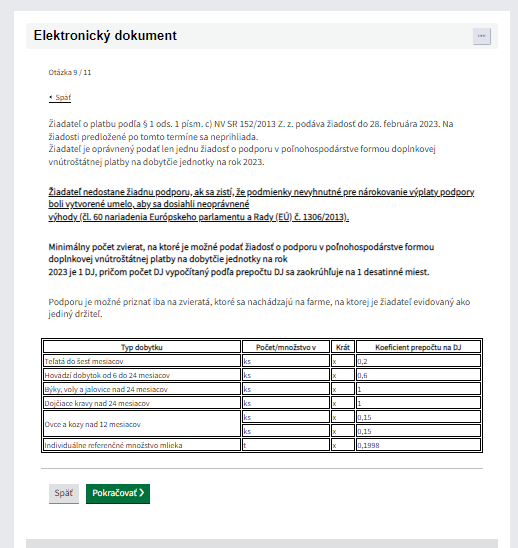 Elektronický dokument
Otázka 9 / 11
Späť
Žiadateľ o platbu podľa § 1 ods. 1 písm. c) NV SR 152/2013 Z. z. podáva žiadosť do 28. februára 2023. Na
žiadosti predložené po tomto termíne sa neprihliada.
Žiadateľ je oprávnený podať len jednu žiadosť o podporu v poľnohospodárstve formou doplnkovej
vnútroštátnej platby na dobytčie jednotky na rok 2023.
Žiadateľ nedostane žiadnu podporu, ak sa zistí, že podmienky nevyhnutné pre nárokovanie výplaty podpory
boli vytvorené umelo, aby sa dosiahli neoprávnené
výhody (čl. 60 nariadenia Európskeho parlamentu a Rady (EÚ) č. 1306/2013).
Minimálny počet zvierat, na ktoré je možné podať žiadosť o podporu v poľnohospodárstve formou
doplnkovej vnútroštátnej platby na dobytčie jednotky na rok
2023 je 1 DJ, pričom počet DJ vypočítaný podľa prepočtu DJ sa zaokrúhľuje na 1 desatinné miest.
Podporu je možné priznať iba na zvieratá, ktoré sa nachádzajú na farme, na ktorej je žiadateľ evidovaný ako
jediný držiteľ.
Typ dobytku Počet/množstvo v Krát Koeficient prepočtu na DJ
Teľatá do šesť mesiacov ks x 0,2
Hovädzí dobytok od 6 do 24 mesiacov ks x 0,6
Býky, voly a jalovice nad 24 mesiacov ks x 1
Dojčiace kravy nad 24 mesiacov ks x 1
Ovce a kozy nad 12 mesiacov ks x 0,15
ks x 0,15
Individuálne referenčné množstvo mlieka t x 0,1998
Späť Pokračovať